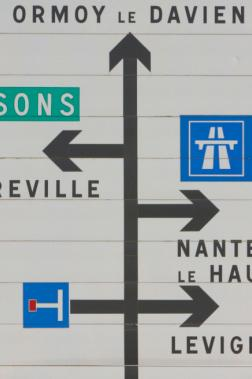 ORMOY LE DAVIEN
SONS
REVILLE
NANTE
LE HAU
LEVIG